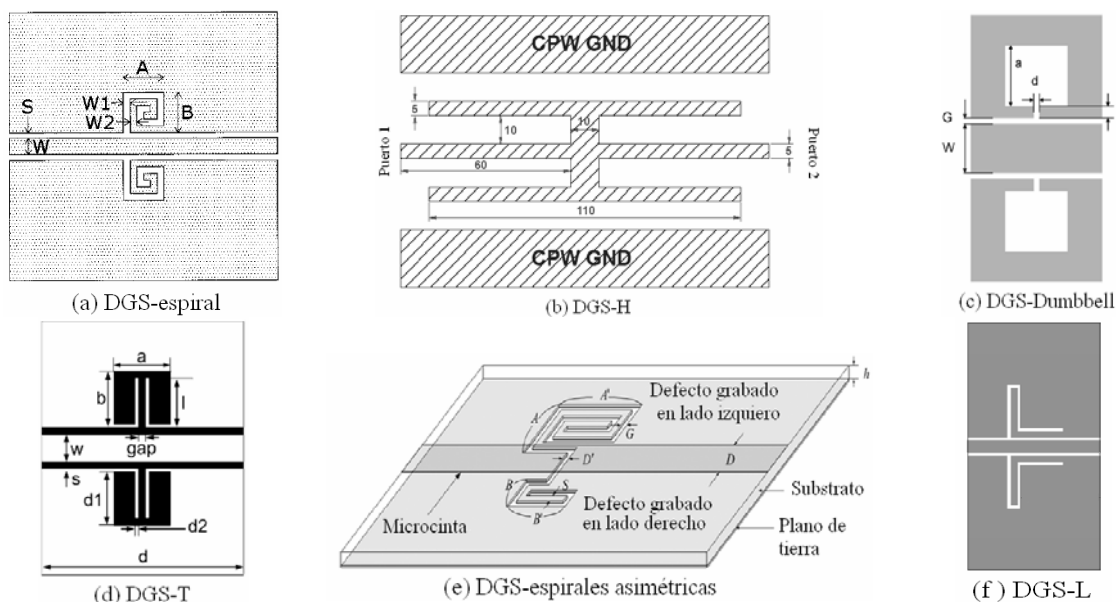 A
S
W1
B
W2
W
(a) DGS-espiral
CPW GND
5
10
10
Puerto 1
60
5
Puerto 2
110
CPW GND
(b) DGS-H
a
d
G
W
(c) DGS-Dumbbell
a
b
l
w
gap
s
d1
d2
d
(d) DGS-T
h
Defecto grabado
en lado izquiero
A'
A
G
D'
D
B
S
B'
Defecto grabado
en lado derecho
Microcinta
Substrato
Plano de
tierra
(e) DGS-espirales asimétricas
(f) DGS-L